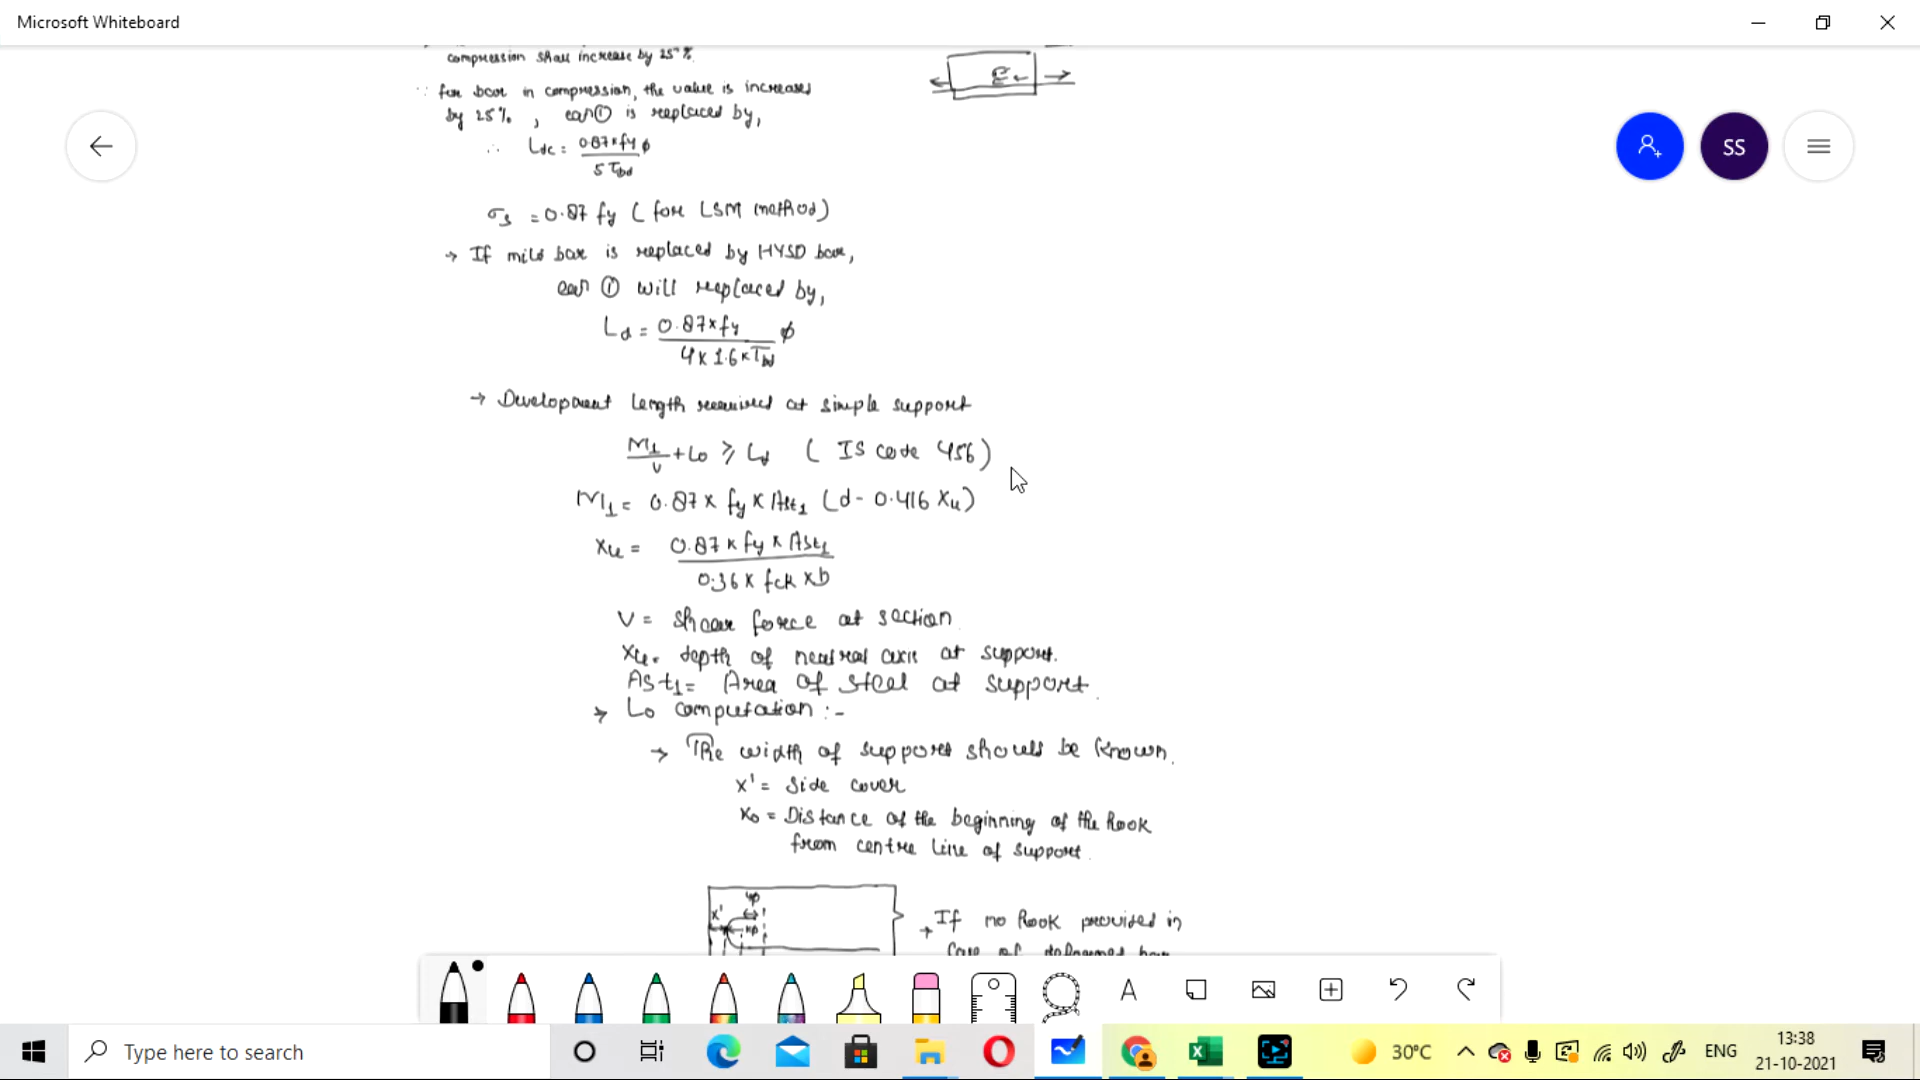 Microsoft Whiteboard
compression shall increase by 25%.
∵ for bar in compression, the value is increased
by 25%, eqn ① is replaced by,
∴ Ldc = 0.87×fy ϕ
5 τbd
SS
σs = 0.87 fy ( for LSM method)
→ If mild bar is replaced by HYSD bar,
eqn ① will replaced by,
Ld = 0.87×fy ϕ
4 × 1.6 × τbd
→ Development length required at simple support
M1/V + Lo ≥ Ld ( IS code 456)
M1 = 0.87 × fy × Ast1 (d - 0.416 Xu)
Xu = 0.87 × fy × Ast1
0.36 × fck × b
V = shear force at section.
Xu = depth of neutral axis at support.
Ast1 = Area of steel at support.
→ Lo computation :-
→ The width of support should be known.
X' = Side cover
Xo = Distance of the beginning of the hook
from centre line of support.
4ϕ
X'
→ If no hook provided in
Case of deformed bar
A
Type here to search
30°C
ENG
13:38
21-10-2021